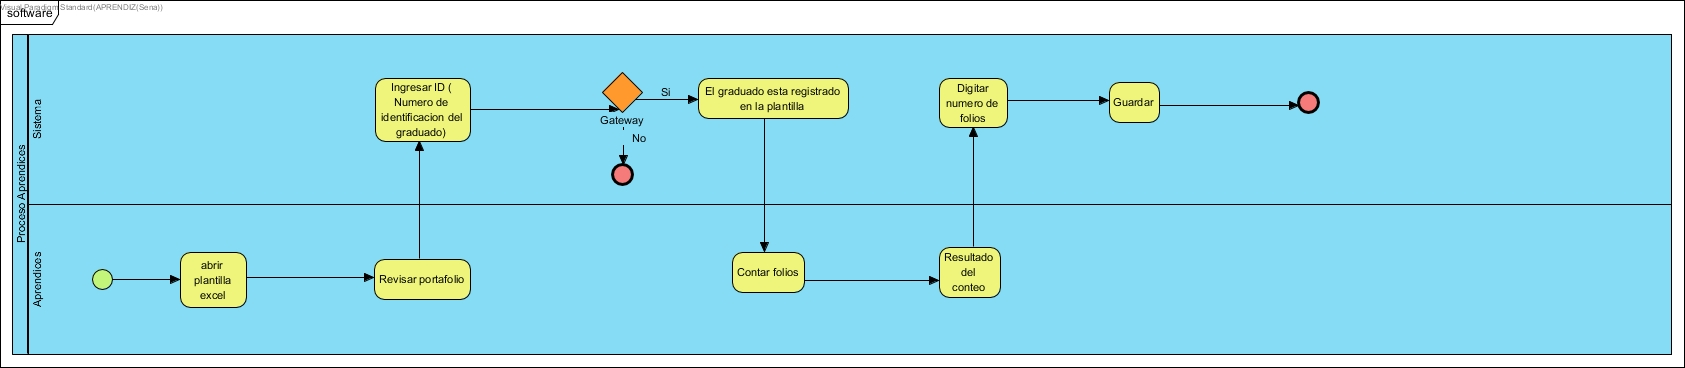 Visual Paradigm Standard(APRENDIZ(Sena))
software
Proceso Aprendices
Sistema
Ingresar ID (
Numero de
identificacion del
graduado)
Gateway
Si
No
El graduado esta registrado
en la plantilla
Digitar
numero de
folios
Guardar
Aprendices
abrir
plantilla
excel
Revisar portafolio
Contar folios
Resultado
del
conteo